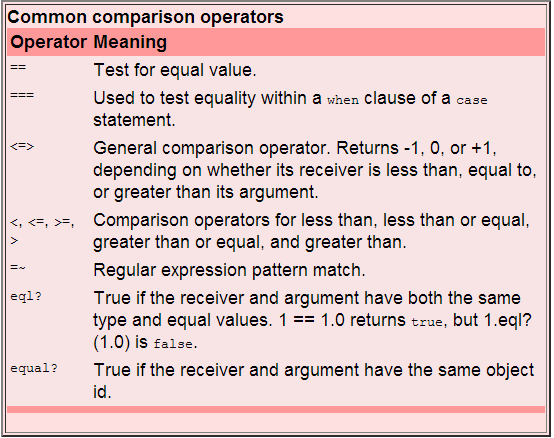 Common comparison operators
Operator Meaning
== Test for equal value.
=== Used to test equality within a when clause of a case
statement.
<=> General comparison operator. Returns -1, 0, or +1,
depending on whether its receiver is less than, equal to,
or greater than its argument.
<, <=, >=, Comparison operators for less than, less than or equal,
> greater than or equal, and greater than.
=~ Regular expression pattern match.
eql? True if the receiver and argument have both the same
type and equal values. 1 == 1.0 returns true, but 1.eql?
(1.0) is false.
equal? True if the receiver and argument have the same object
id.